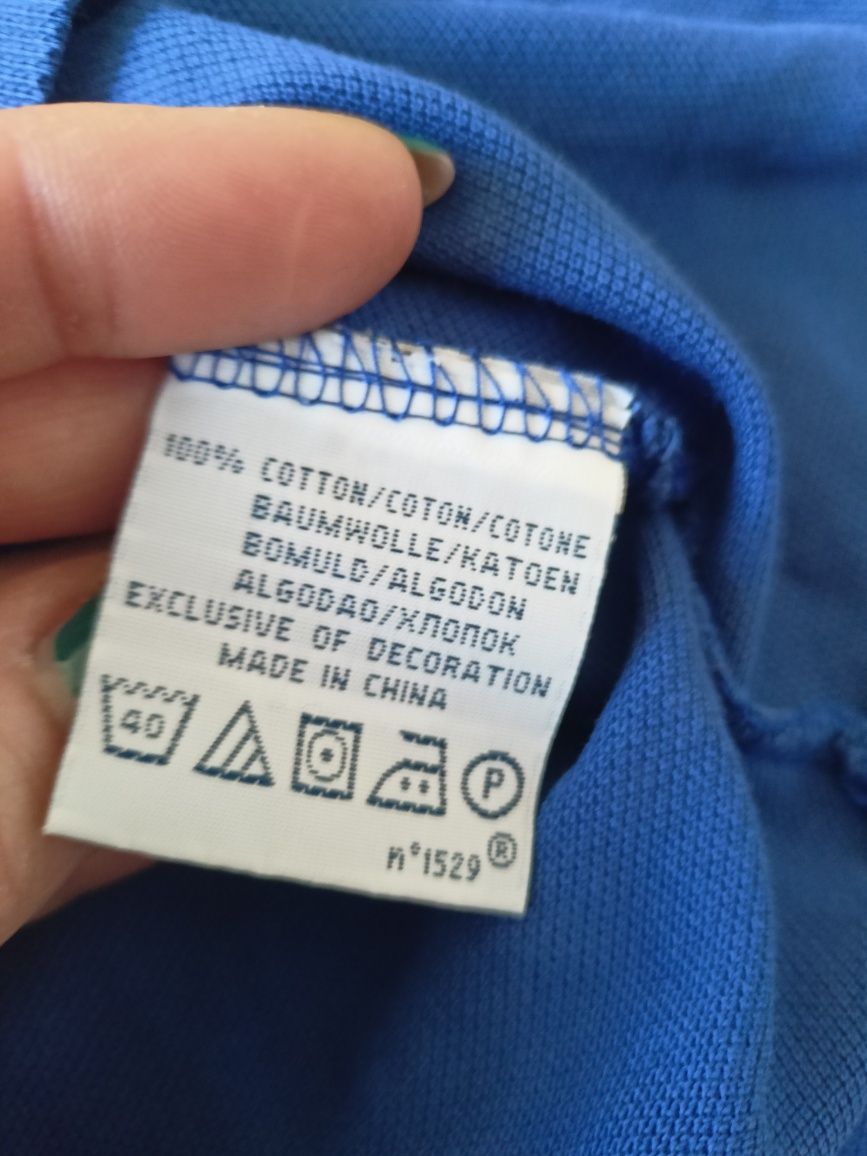 100% COTTON/COTON/COTONE
BAUMWOLLE/KATOEN
BOMULD/ALGODON
ALGODAO/ХЛОПОК
EXCLUSIVE OF DECORATION
MADE IN CHINA
40 P
n°1529®